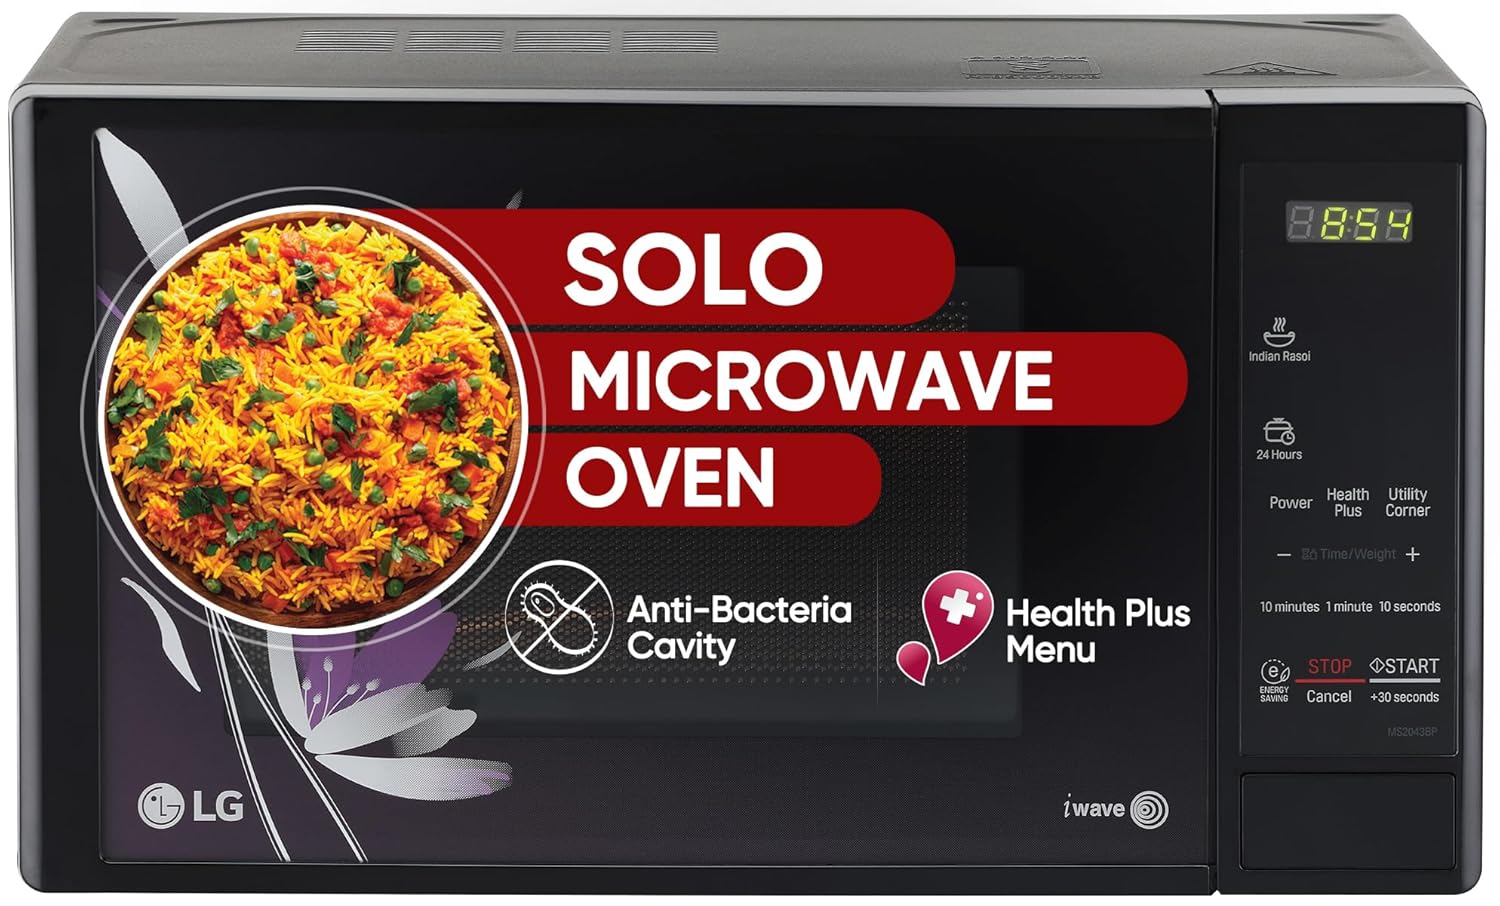 8:54
SOLO
MICROWAVE
OVEN
Indian Rasoi
24 Hours
Power
Health
Plus
Utility
Corner
− Time/Weight +
10 minutes 1 minute 10 seconds
Anti-Bacteria
Cavity
Health Plus
Menu
e
ENERGY
SAVING
STOP
Cancel
START
+30 seconds
MS2043BP
LG
iwave